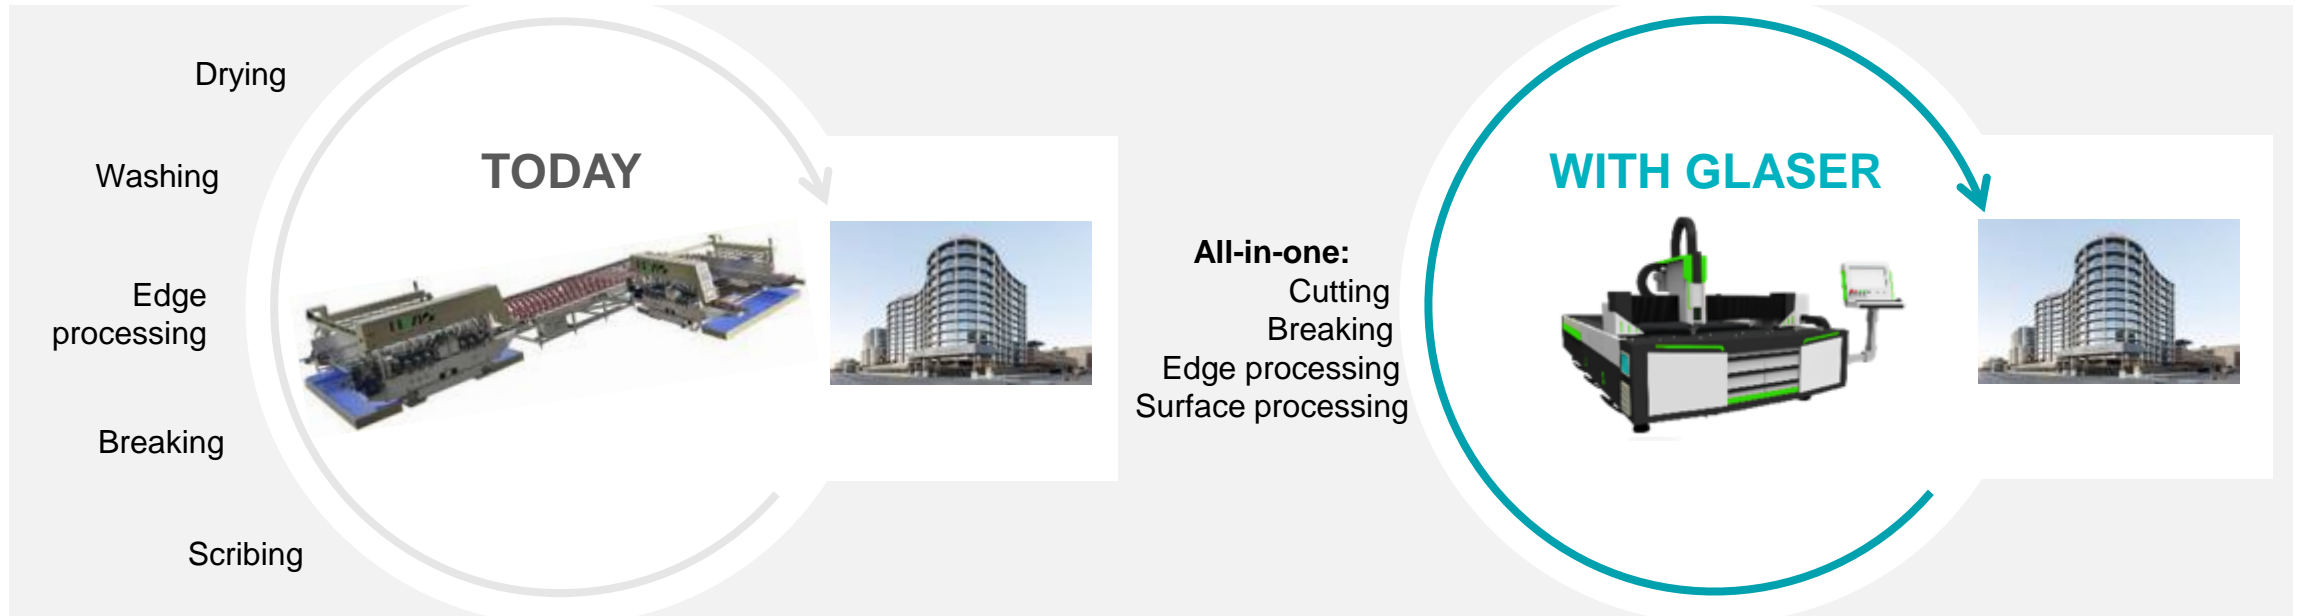 Drying
Washing
Edge
processing
Breaking
Scribing
TODAY
WITH GLASER
All-in-one:
Cutting
Breaking
Edge processing
Surface processing